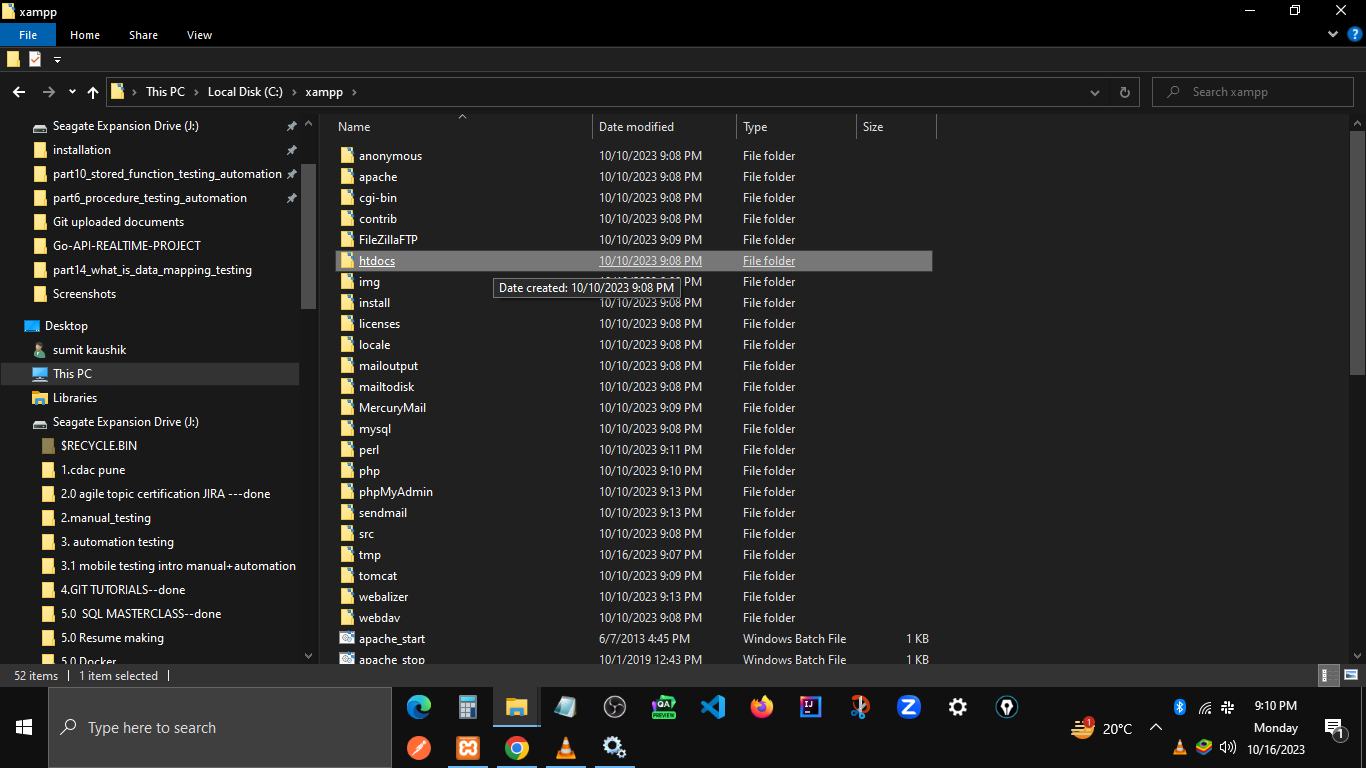 xampp
File Home Share View
This PC Local Disk (C:) xampp Search xampp
Seagate Expansion Drive (J:)
installation
part10_stored_function_testing_automation
part6_procedure_testing_automation
Git uploaded documents
Go-API-REALTIME-PROJECT
part14_what_is_data_mapping_testing
Screenshots
Desktop
sumit kaushik
This PC
Libraries
Seagate Expansion Drive (J:)
$RECYCLE.BIN
1.cdac pune
2.0 agile topic certification JIRA ---done
2.manual_testing
3. automation testing
3.1 mobile testing intro manual+automation
4.GIT TUTORIALS--done
5.0 SQL MASTERCLASS--done
5.0 Resume making
5.0 Docker
Name Date modified Type Size
anonymous 10/10/2023 9:08 PM File folder
apache 10/10/2023 9:08 PM File folder
cgi-bin 10/10/2023 9:08 PM File folder
contrib 10/10/2023 9:08 PM File folder
FileZillaFTP 10/10/2023 9:09 PM File folder
htdocs 10/10/2023 9:08 PM File folder
img File folder
Date created: 10/10/2023 9:08 PM
install 10/10/2023 9:08 PM File folder
licenses 10/10/2023 9:08 PM File folder
locale 10/10/2023 9:08 PM File folder
mailoutput 10/10/2023 9:08 PM File folder
mailtodisk 10/10/2023 9:08 PM File folder
MercuryMail 10/10/2023 9:09 PM File folder
mysql 10/10/2023 9:08 PM File folder
perl 10/10/2023 9:11 PM File folder
php 10/10/2023 9:10 PM File folder
phpMyAdmin 10/10/2023 9:13 PM File folder
sendmail 10/10/2023 9:13 PM File folder
src 10/10/2023 9:08 PM File folder
tmp 10/16/2023 9:07 PM File folder
tomcat 10/10/2023 9:09 PM File folder
webalizer 10/10/2023 9:13 PM File folder
webdav 10/10/2023 9:08 PM File folder
apache_start 6/7/2013 4:45 PM Windows Batch File 1 KB
apache_stop 10/1/2019 12:43 PM Windows Batch File 1 KB
52 items 1 item selected
Type here to search
QA
PREVIEW
IJ
1
20°C
9:10 PM
Monday
10/16/2023
1